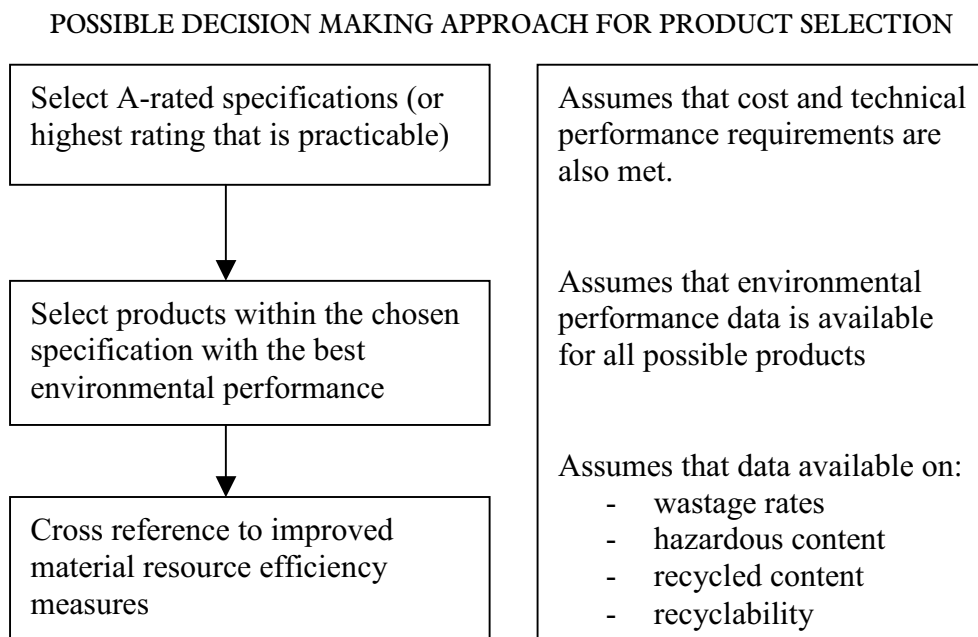 POSSIBLE DECISION MAKING APPROACH FOR PRODUCT SELECTION
Select A-rated specifications (or
highest rating that is practicable)
Select products within the chosen
specification with the best
environmental performance
Cross reference to improved
material resource efficiency
measures
Assumes that cost and technical
performance requirements are
also met.
Assumes that environmental
performance data is available
for all possible products
Assumes that data available on:
- wastage rates
- hazardous content
- recycled content
- recyclability